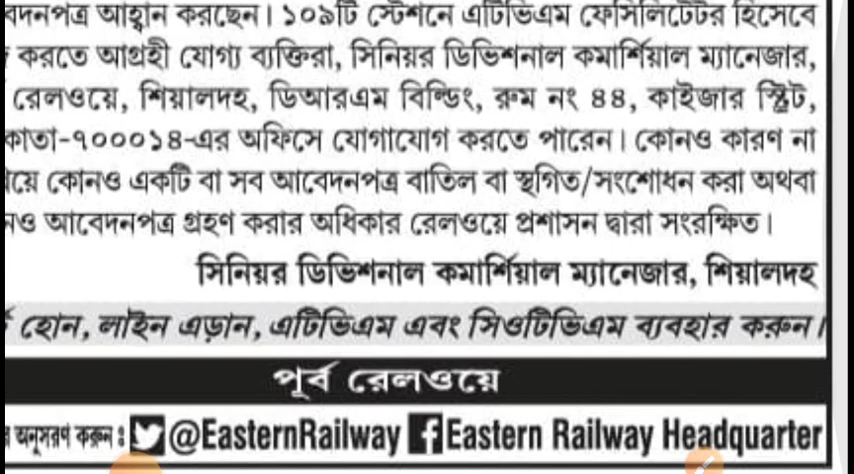 আহ্বান করছেন। ১০৯টি স্টেশনে এটিভিএম ফেসিলিটেটর হিসেবে
করতে আগ্রহী যোগ্য ব্যক্তিরা, সিনিয়র ডিভিশনাল কমার্শিয়াল ম্যানেজার,
রেলওয়ে, শিয়ালদহ, ডিআরএম বিল্ডিং, রুম নং ৪৪, কাইজার স্ট্রিট,
কাতা-৭০০০১৪-এর অফিসে যোগাযোগ করতে পারেন। কোনও কারণ না
কোনও একটি বা সব আবেদনপত্র বাতিল বা স্থগিত/সংশোধন করা অথবা
আবেদনপত্র গ্রহণ করার অধিকার রেলওয়ে প্রশাসন দ্বারা সংরক্ষিত।
সিনিয়র ডিভিশনাল কমার্শিয়াল ম্যানেজার, শিয়ালদহ
হোন, লাইন এড়ান, এটিভিএম এবং সিওটিভিএম ব্যবহার করুন।
পূর্ব রেলওয়ে
অনুসরণ করুন : @EasternRailway Eastern Railway Headquarter